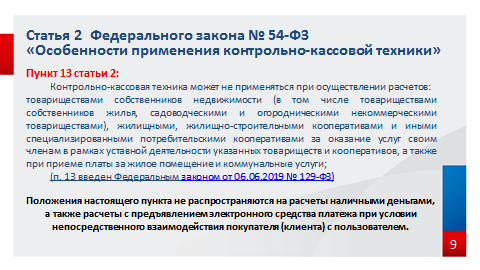 Статья 2 Федерального закона № 54-ФЗ
«Особенности применения контрольно-кассовой техники»
Пункт 13 статьи 2:
Контрольно-кассовая техника может не применяться при осуществлении расчетов:
товариществами собственников недвижимости (в том числе товариществами
собственников жилья, садоводческими и огородническими некоммерческими
товариществами), жилищными, жилищно-строительными кооперативами и иными
специализированными потребительскими кооперативами за оказание услуг своим
членам в рамках уставной деятельности указанных товариществ и кооперативов, а также
при приеме платы за жилое помещение и коммунальные услуги;
(п. 13 введен Федеральным законом от 06.06.2019 № 129-ФЗ)
Положения настоящего пункта не распространяются на расчеты наличными деньгами,
а также расчеты с предъявлением электронного средства платежа при условии
непосредственного взаимодействия покупателя (клиента) с пользователем.
9